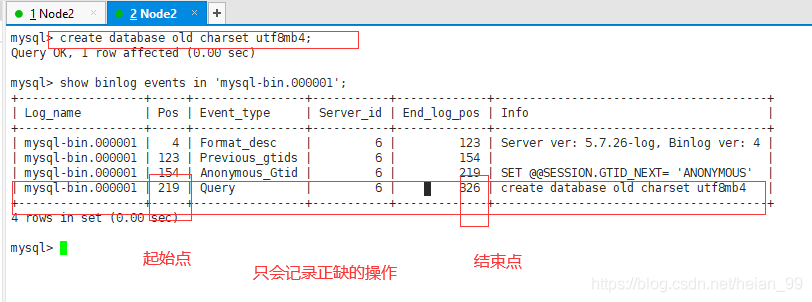 1 Node2
2 Node2
+
mysql> create database old charset utf8mb4;
Query OK, 1 row affected (0.00 sec)
mysql> show binlog events in 'mysql-bin.000001';
+------------------+-----+----------------+-----------+-------------+---------------------------------------+
| Log_name | Pos | Event_type | Server_id | End_log_pos | Info |
+------------------+-----+----------------+-----------+-------------+---------------------------------------+
| mysql-bin.000001 | 4 | Format_desc | 6 | 123 | Server ver: 5.7.26-log, Binlog ver: 4 |
| mysql-bin.000001 | 123 | Previous_gtids | 6 | 154 | |
| mysql-bin.000001 | 154 | Anonymous_Gtid | 6 | 219 | SET @@SESSION.GTID_NEXT= 'ANONYMOUS' |
| mysql-bin.000001 | 219 | Query | 6 | 326 | create database old charset utf8mb4 |
+------------------+-----+----------------+-----------+-------------+---------------------------------------+
4 rows in set (0.00 sec)
mysql>
起始点
只会记录正缺的操作
结束点
https://blog.csdn.net/heian_99